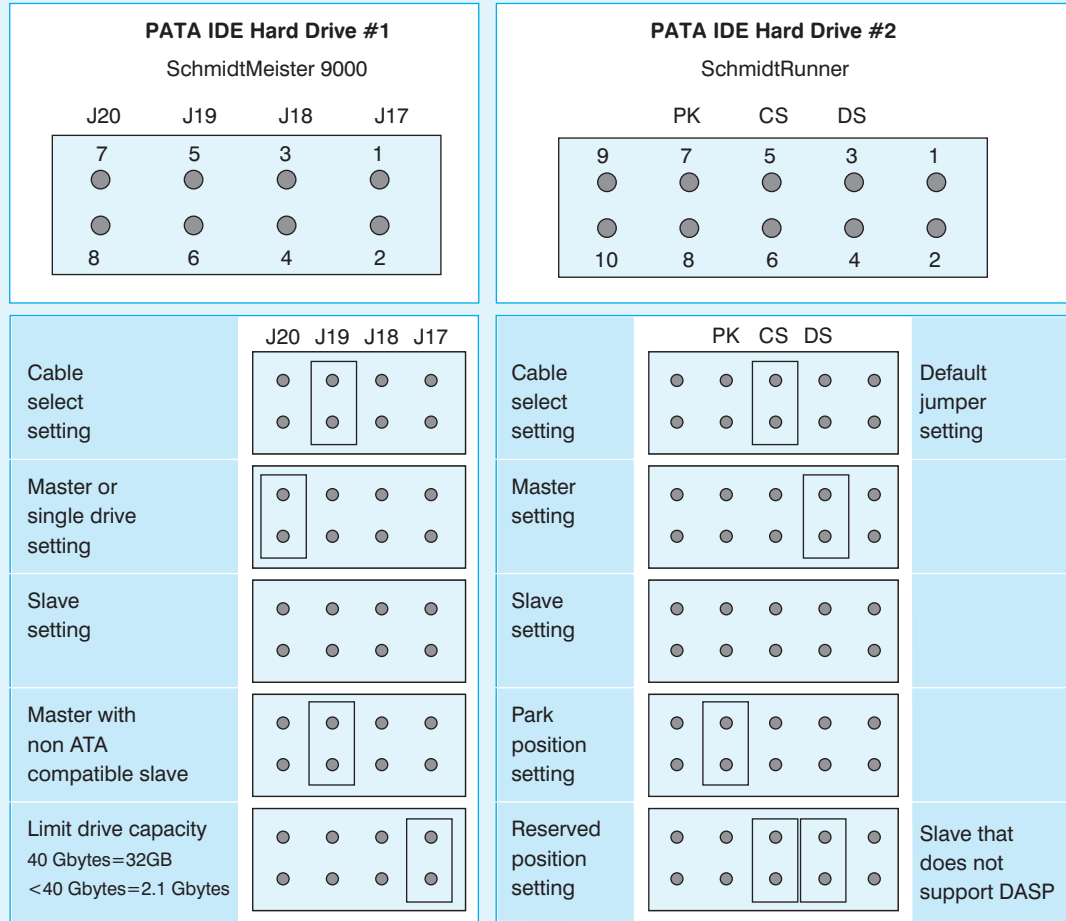 PATA IDE Hard Drive #1
SchmidtMeister 9000
J20 J19 J18 J17
7 5 3 1
8 6 4 2
PATA IDE Hard Drive #2
SchmidtRunner
PK CS DS
9 7 5 3 1
10 8 6 4 2
J20 J19 J18 J17
Cable
select
setting
Master or
single drive
setting
Slave
setting
Master with
non ATA
compatible slave
Limit drive capacity
40 Gbytes=32GB
<40 Gbytes=2.1 Gbytes
PK CS DS
Cable
select
setting
Default
jumper
setting
Master
setting
Slave
setting
Park
position
setting
Reserved
position
setting
Slave that
does not
support DASP